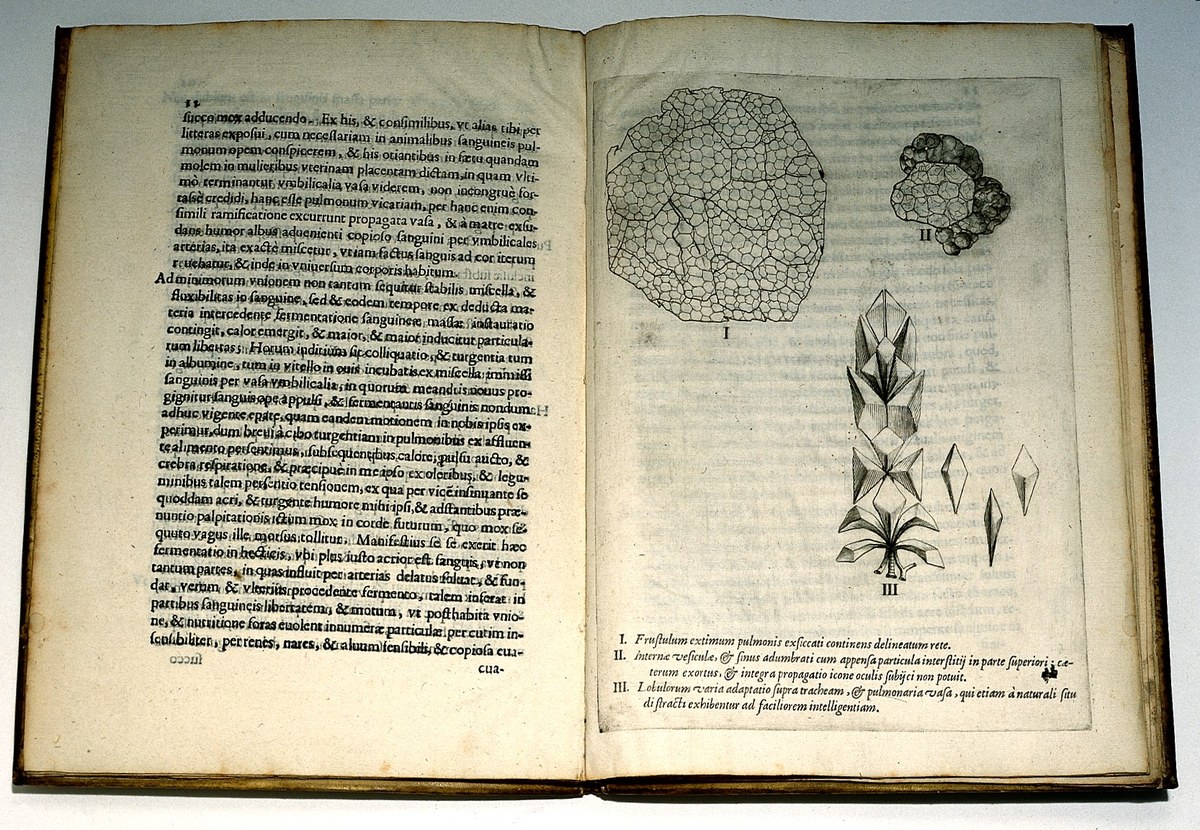 11
succo mox adducendo. Ex his, & consimilibus, vt alias tibi per
litteras exposui, cum necessariam in animalibus sanguineis pul-
monum opem conspicerem, & his otiantibus in fætu quandam
molem in mulieribus vterinam placentam dictam, in quam vlti-
mò terminantur vmbilicalia vasa viderem, non incongruè for-
tasse credidi, hanc esse pulmonum vicariam, per hanc enim con-
simili ramificatione excurrunt propagata vasa, & à matre exsu-
dans humor albus aduenienti copioso sanguini per vmbilicales
arterias, ita exactè miscetur, vt iam factus sanguis ad cor iterum
reuehatur, & inde in vniuersum corporis habitum.
Ad minimorum vnionem non tantum sequitur stabilis miscella, &
fluxibilitas in sanguine, sed & eodem tempore ex deducta ma-
teria intercedente fermentatione sanguineæ massæ instauratio
contingit, calor emergit, & maior, & maior inducitur particula-
rum libertas; Horum inditium sit colliquatio, & turgentia tum
in albumine, tum in vitello in ouis incubatis ex miscella immissi
sanguinis per vasa vmbilicalia, in quorum meandris nouus pro-
gignitur sanguis ope appulsi, & fermentantis sanguinis nondum
adhuc vigente epate, quam eandem motionem in nobis ipsis ex-
perimur, dum breui a cibo turgentiam in pulmonibus ex affluen-
te alimento persentimus, subsequentibus calore, pulsu aucto, &
crebra respiratione, & præcipuè in me ipso ex oleribus, & legu-
minibus talem persentio tensionem, ex qua per vices insinuante se
quoddam acri, & turgente humore mihi ipsi, & adstantibus præ-
nuntio palpitationis ictum mox in corde futurum, quo mox se-
quuto vagus ille motus tollitur. Manifestius se se exerit hæc
fermentatio in hecticis, vbi plus iusto acrior est sanguis, vt non
tantum partes, in quas influit per arterias delatus soluat, & fun-
dat, verum & vlterius procedente fermento, talem inserat in
partibus sanguineis libertatem, & motum, vt posthabita vnio-
ne, & nutritione foras euolent innumeræ particulæ per cutim in-
sensibiliter, per renes, nares, & aluum sensibili, & copiosa eua-
cua-
I
II
III
I. Frustulum extimum pulmonis exsiccati continens delineatum rete.
II. Internæ vesiculæ, & sinus adumbrati cum appensa particula interstitij in parte superiori; cæ-
terum exortus, & integra propagatio icone oculis subijci non potuit.
III. Lobulorum varia adaptatio supra tracheam, & pulmonaria vasa, qui etiam à naturali situ
distracti exhibentur ad faciliorem intelligentiam.